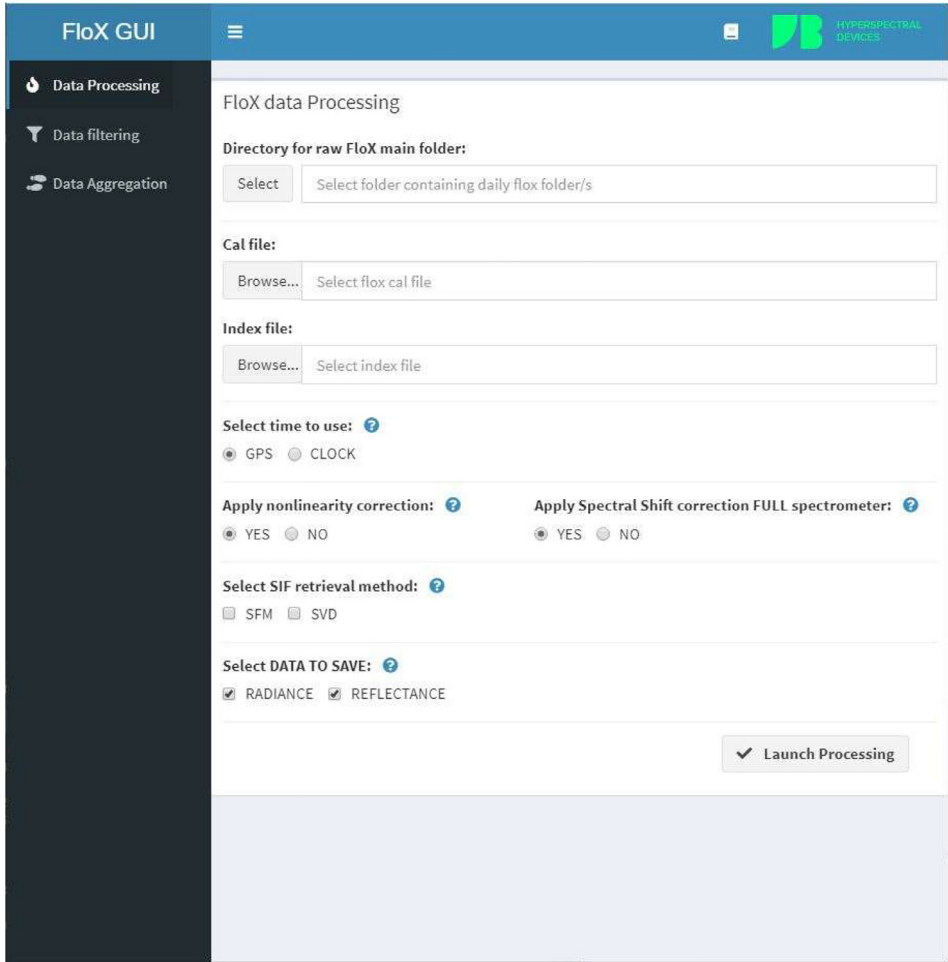 FloX GUI
HYPERSPECTRAL
DEVICES
Data Processing
Data filtering
Data Aggregation
FloX data Processing
Directory for raw FloX main folder:
Select Select folder containing daily flox folder/s
Cal file:
Browse... Select flox cal file
Index file:
Browse... Select index file
Select time to use: ?
GPS CLOCK
Apply nonlinearity correction: ? Apply Spectral Shift correction FULL spectrometer: ?
YES NO YES NO
Select SIF retrieval method: ?
SFM SVD
Select DATA TO SAVE: ?
RADIANCE REFLECTANCE
Launch Processing